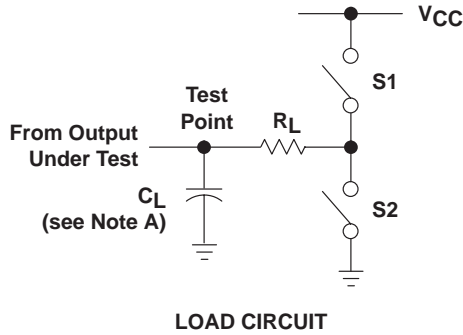 VCC
S1
Test
Point
RL
From Output
Under Test
CL
(see Note A)
S2
LOAD CIRCUIT